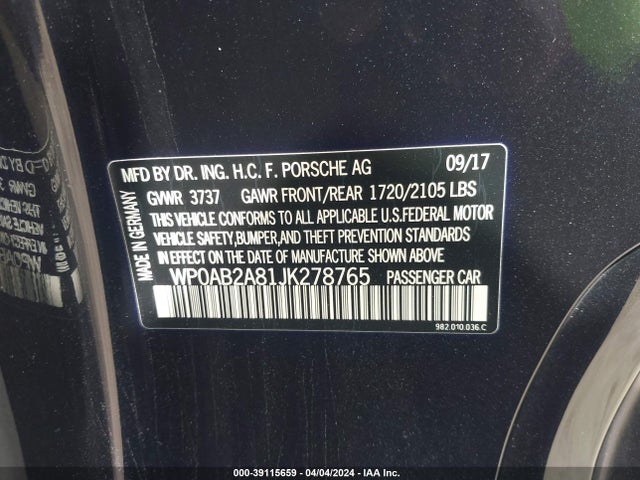 MFD BY DR. ING. H.C. F. PORSCHE AG 09/17
GVWR 3737 GAWR FRONT/REAR 1720/2105 LBS
THIS VEHICLE CONFORMS TO ALL APPLICABLE U.S. FEDERAL MOTOR
VEHICLE SAFETY, BUMPER, AND THEFT PREVENTION STANDARDS
IN EFFECT ON THE DATE OF MANUFACTURE SHOWN ABOVE
WP0AB2A81JK278765 PASSENGER CAR
982.010.036.C
MADE IN GERMANY
000-39115659 - 04/04/2024 - IAA Inc.